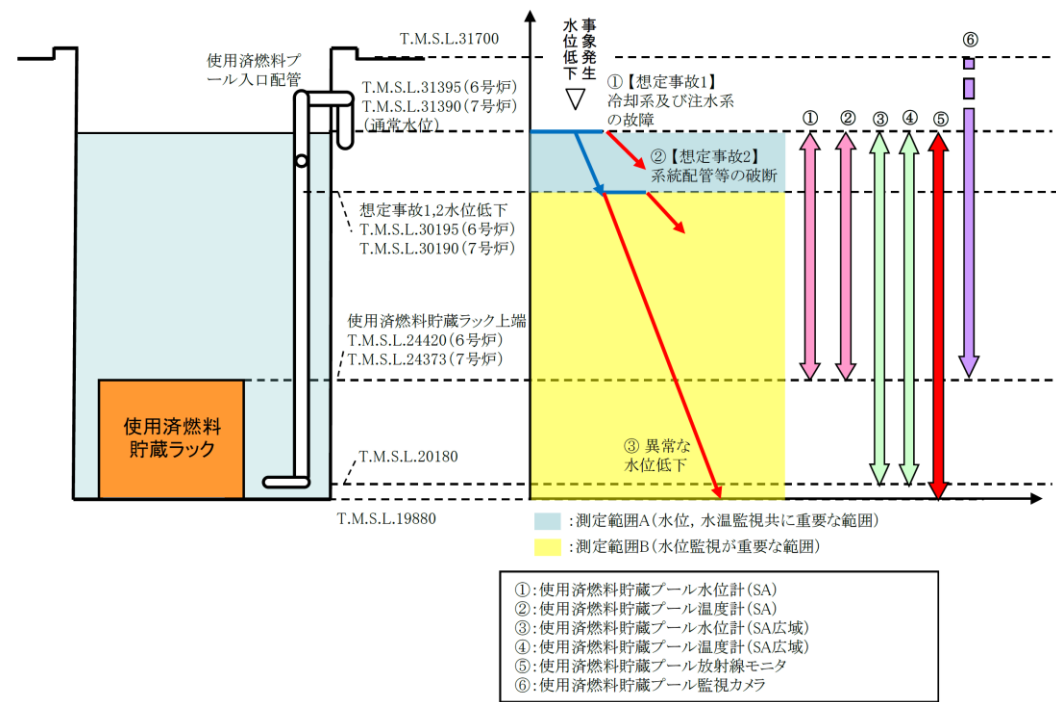 T.M.S.L.31700
使用済燃料プ
ール入口配管
T.M.S.L.31395(6号炉)
T.M.S.L.31390(7号炉)
(通常水位)
想定事故1,2水位低下
T.M.S.L.30195(6号炉)
T.M.S.L.30190(7号炉)
使用済燃料貯蔵ラック上端
T.M.S.L.24420(6号炉)
T.M.S.L.24373(7号炉)
使用済燃料
貯蔵ラック
T.M.S.L.20180
T.M.S.L.19880
事象発生
水位低下
①【想定事故1】
冷却系及び注水系
の故障
②【想定事故2】
系統配管等の破断
③ 異常な
水位低下
①
②
③
④
⑤
⑥
:測定範囲A(水位, 水温監視共に重要な範囲)
:測定範囲B(水位監視が重要な範囲)
①:使用済燃料貯蔵プール水位計(SA)
②:使用済燃料貯蔵プール温度計(SA)
③:使用済燃料貯蔵プール水位計(SA広域)
④:使用済燃料貯蔵プール温度計(SA広域)
⑤:使用済燃料貯蔵プール放射線モニタ
⑥:使用済燃料貯蔵プール監視カメラ